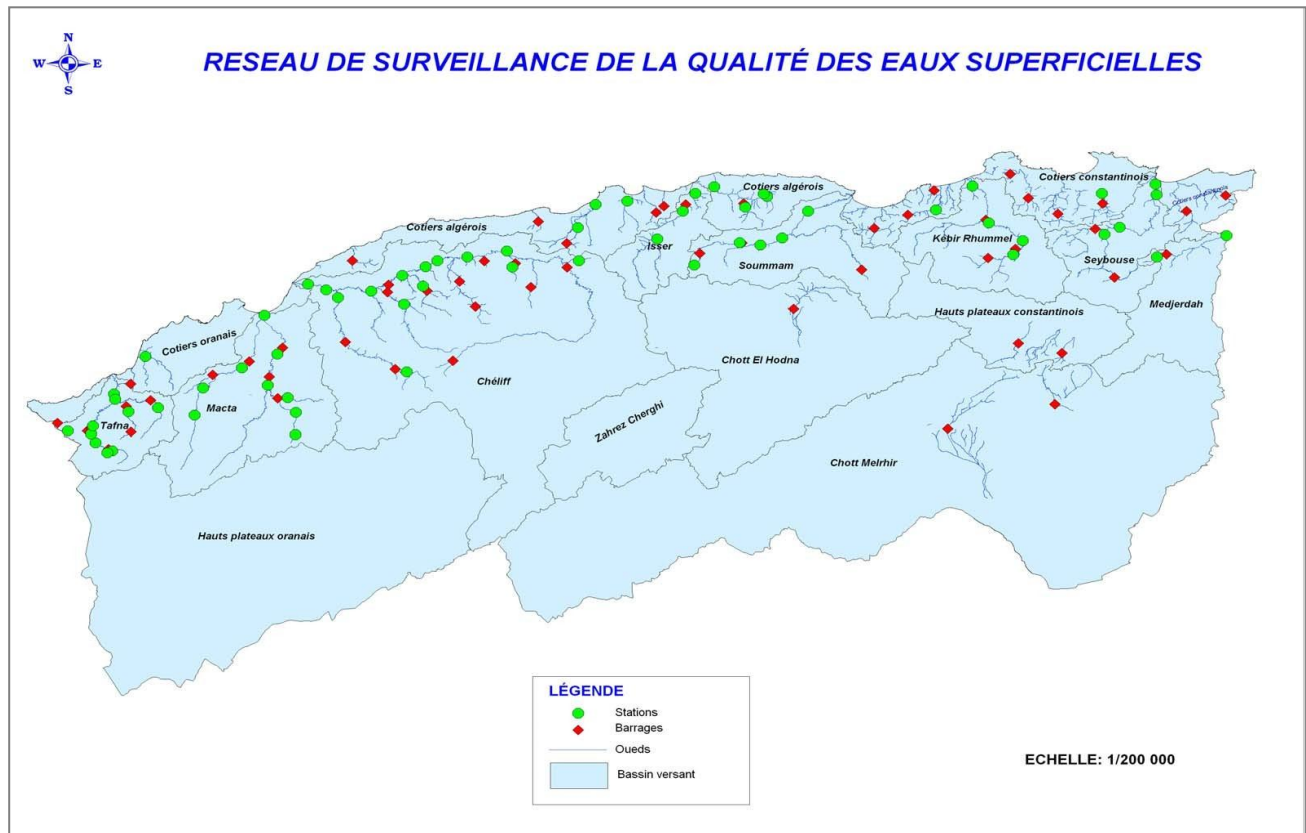 N
W E
S
RESEAU DE SURVEILLANCE DE LA QUALITÉ DES EAUX SUPERFICIELLES
Cotiers constantinois
Cotiers algérois
Cotiers constantinois
Cotiers algérois
Isser
Kébir Rhummel
Soummam
Seybouse
Medjerdah
Hauts plateaux constantinois
Cotiers oranais
Chott El Hodna
Chéliff
Macta
Zahrez Cherghi
Tafna
Chott Melrhir
Hauts plateaux oranais
LÉGENDE
Stations
Barrages
Oueds
Bassin versant
ECHELLE: 1/200 000